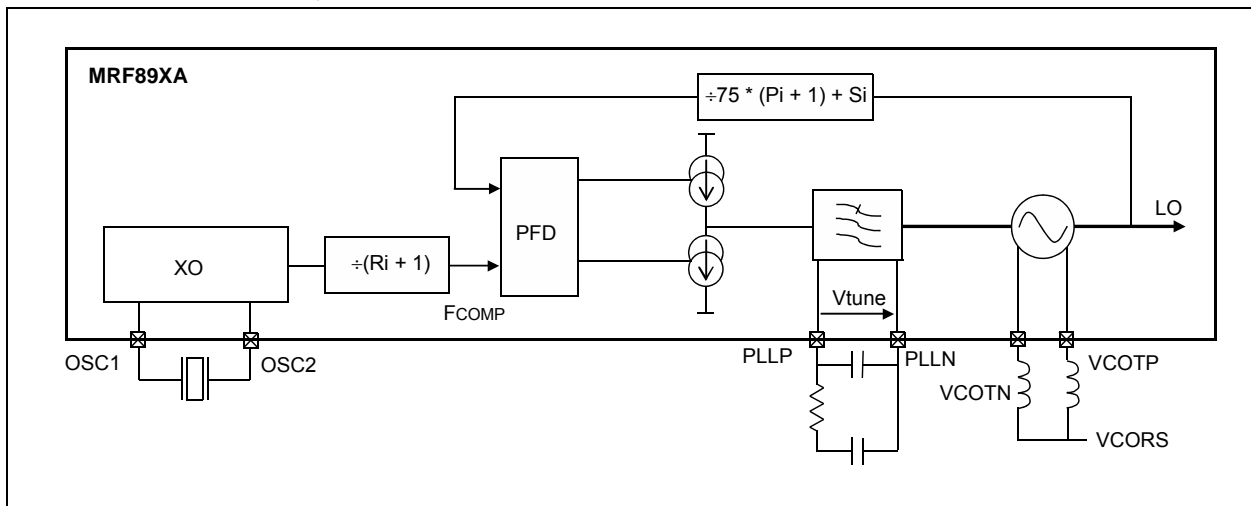 MRF89XA
÷75 * (Pi + 1) + Si
LO
PFD
XO
÷(Ri + 1)
FCOMP
Vtune
OSC1
OSC2
PLLP
PLLN
VCOTN
VCOTP
VCORS